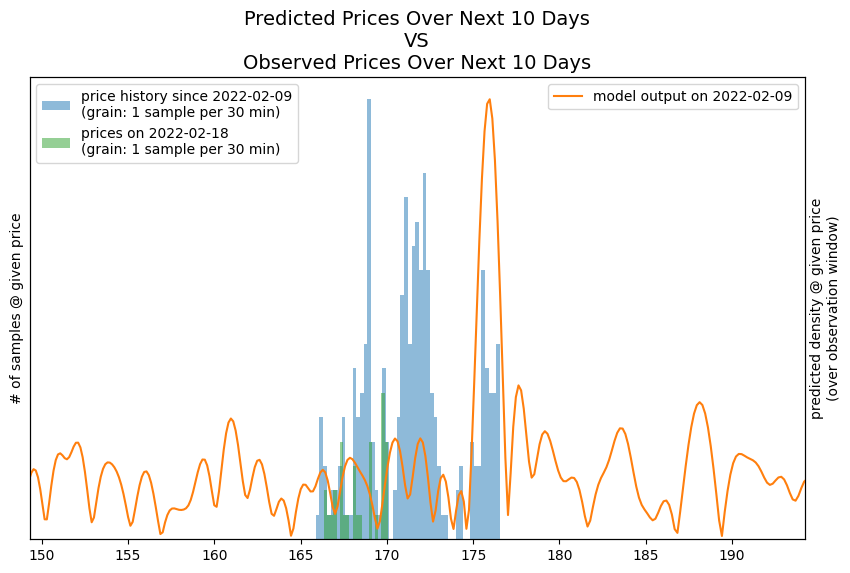 Predicted Prices Over Next 10 Days
VS
Observed Prices Over Next 10 Days
price history since 2022-02-09
(grain: 1 sample per 30 min)
prices on 2022-02-18
(grain: 1 sample per 30 min)
model output on 2022-02-09
# of samples @ given price
predicted density @ given price
(over observation window)
150 155 160 165 170 175 180 185 190